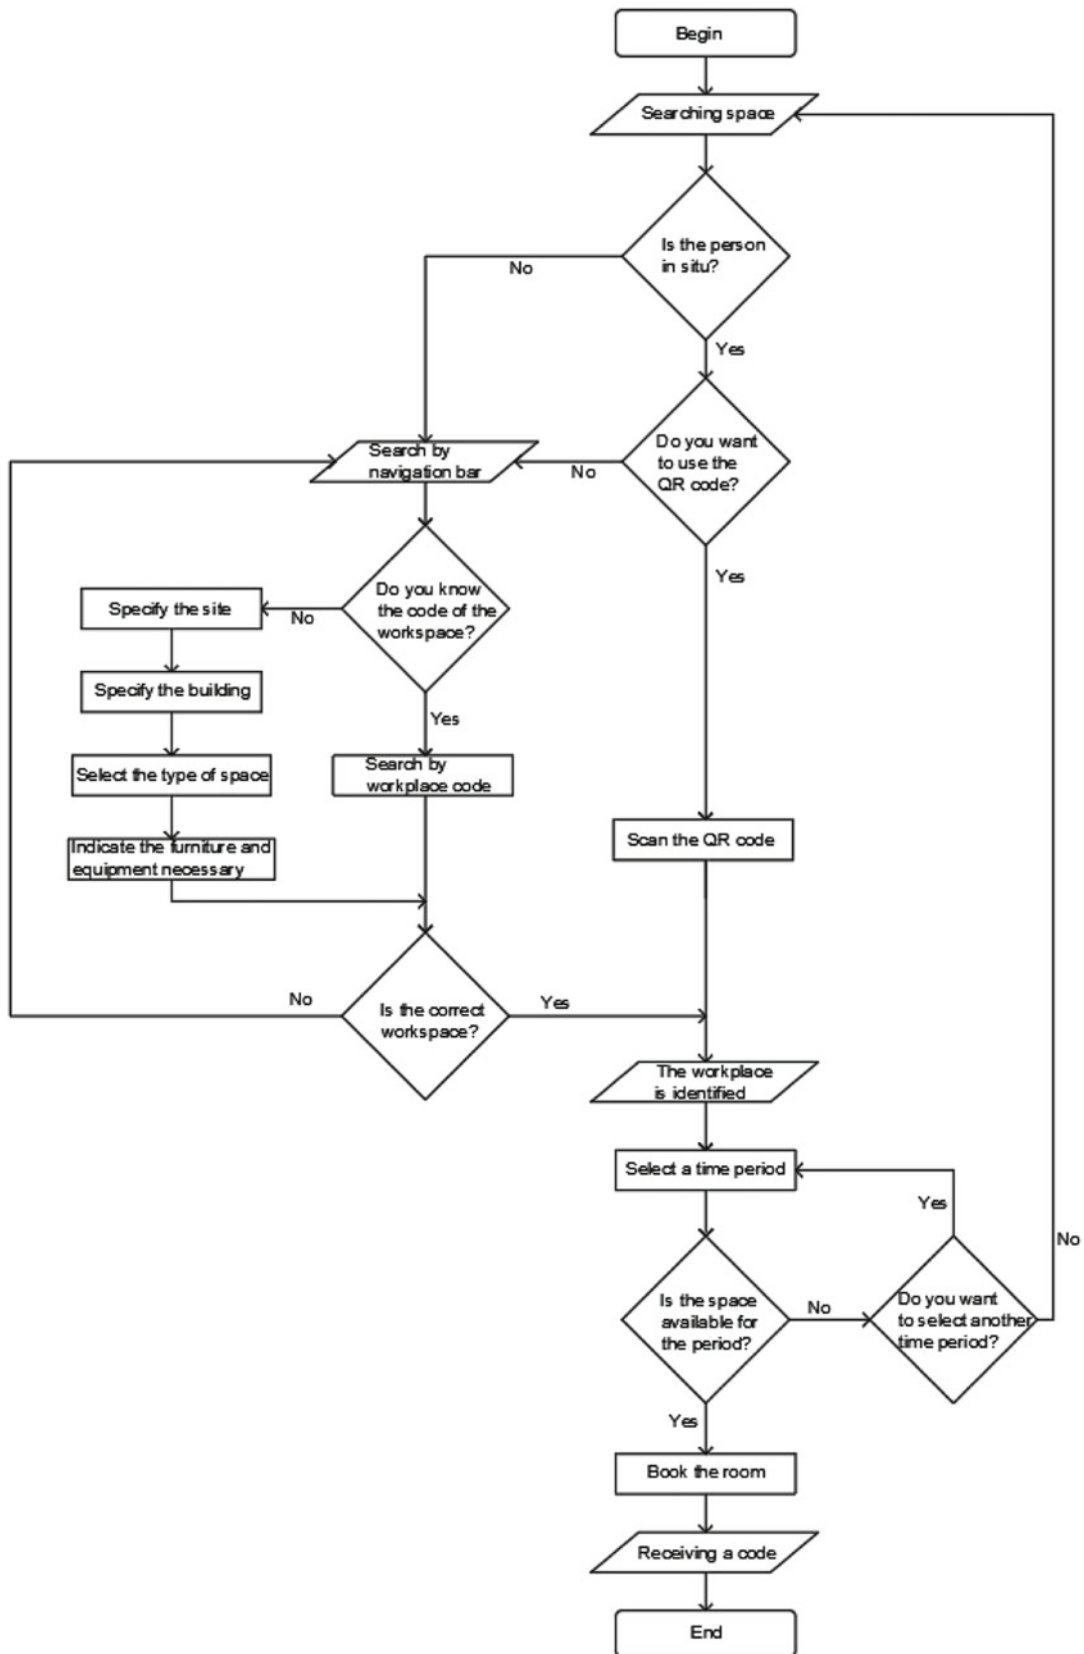 Begin
Searching space
Is the person
in situ?
No
Yes
Do you want
to use the
QR code?
Search by
navigation bar
No
Yes
Do you know
the code of the
workspace?
Specify the site
No
Specify the building
Yes
Search by
workplace code
Select the type of space
Scan the QR code
Indicate the furniture and
equipment necessary
No
Is the correct
workspace?
Yes
The workplace
is identified
Select a time period
Yes
No
Is the space
available for
the period?
No
Do you want
to select another
time period?
Yes
Book the room
Receiving a code
End